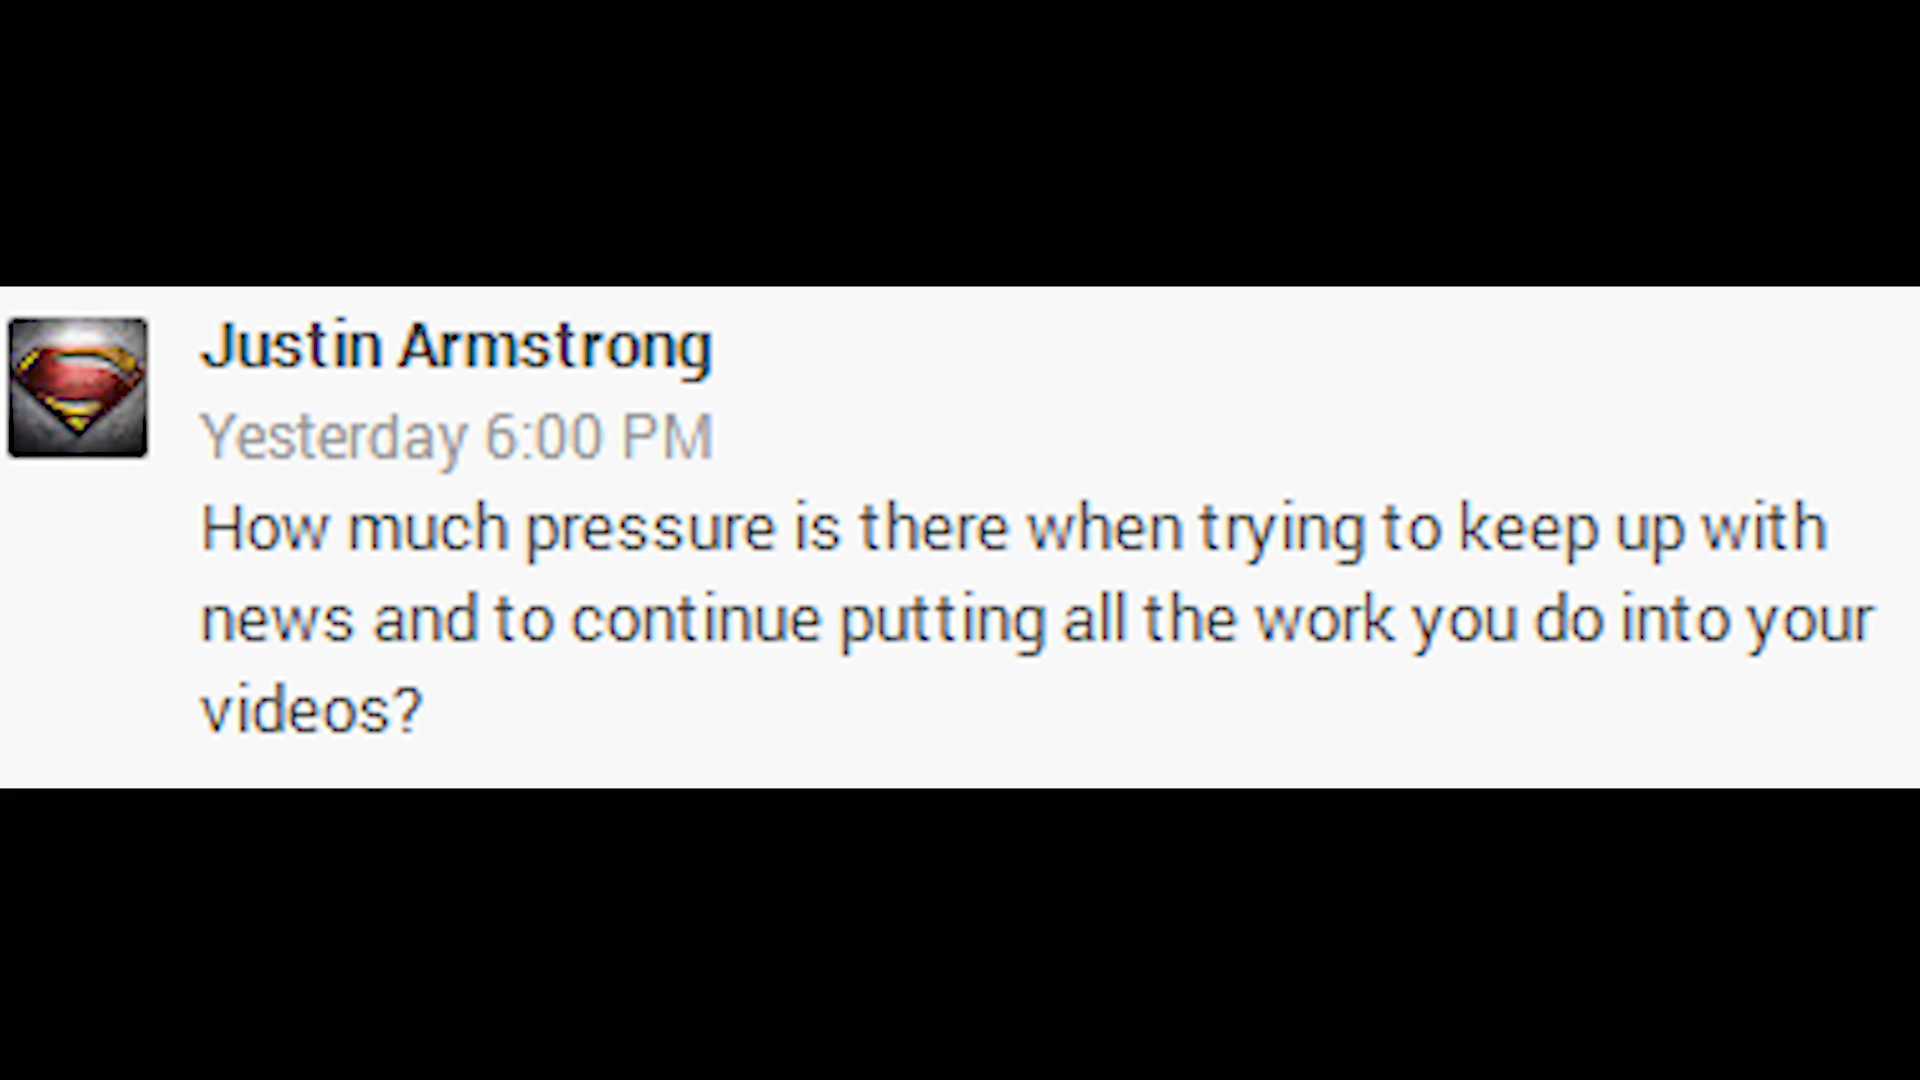 Justin Armstrong
Yesterday 6:00 PM
How much pressure is there when trying to keep up with
news and to continue putting all the work you do into your
videos?